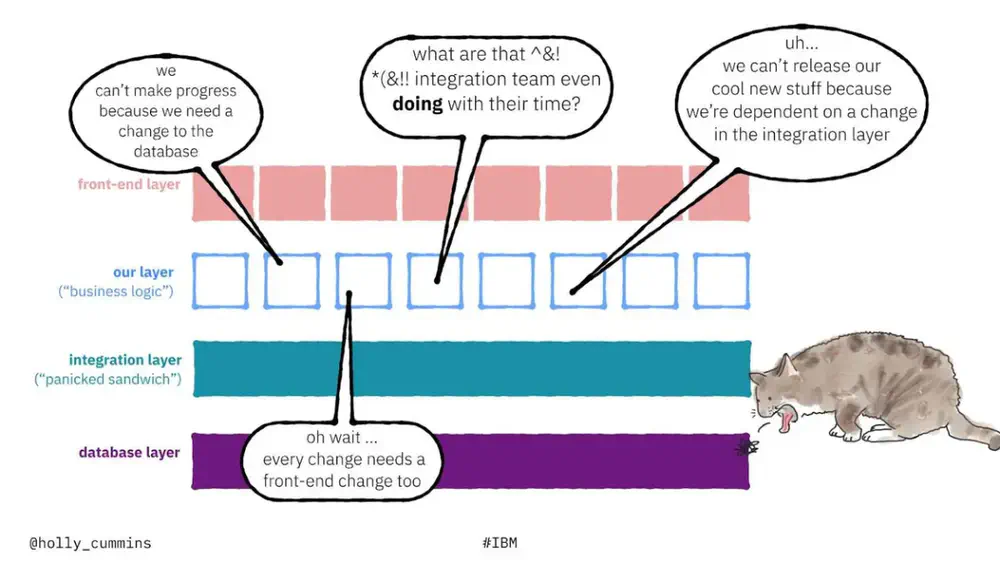 we
can't make progress
because we need a
change to the
database
what are that ^&!
*(&!! integration team even
doing with their time?
uh...
we can't release our
cool new stuff because
we're dependent on a change
in the integration layer
front-end layer
our layer
("business logic")
integration layer
("panicked sandwich")
database layer
oh wait ...
every change needs a
front-end change too
@holly_cummins
#IBM